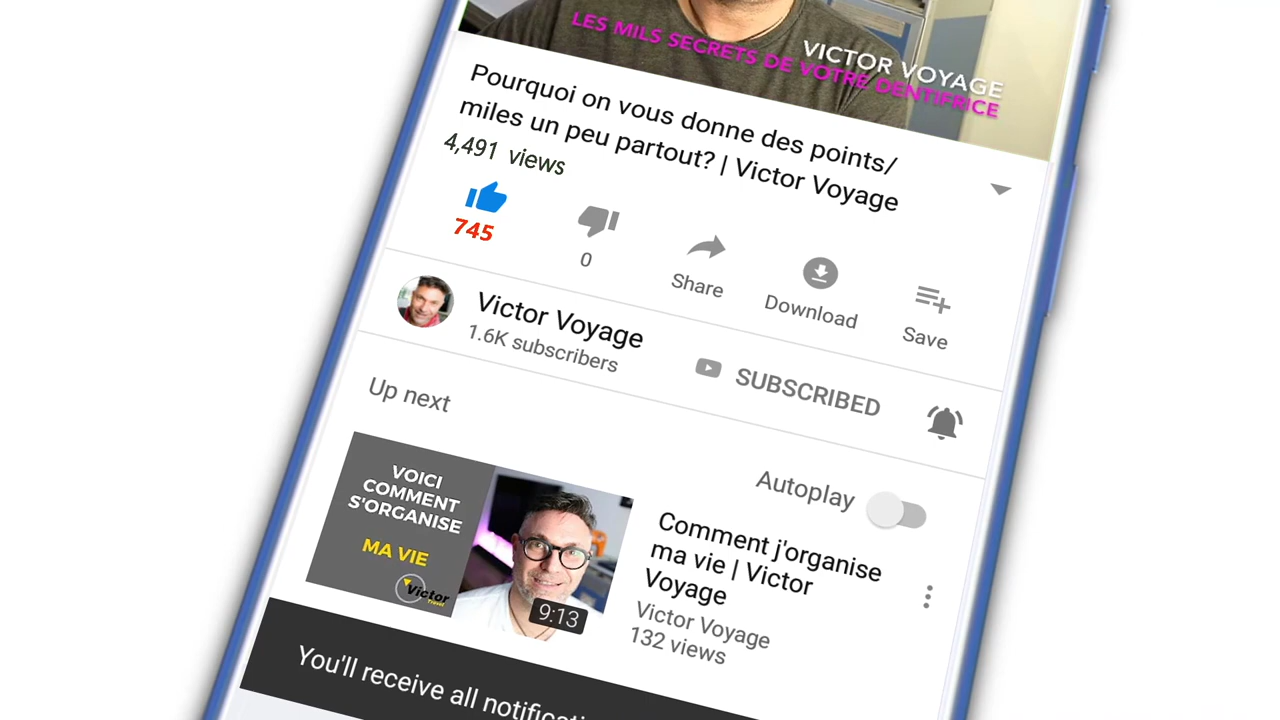 VICTOR VOYAGE
LES MILS SECRETS DE VOTRE DENTIFRICE
Pourquoi on vous donne des points/
miles un peu partout? | Victor Voyage
4,491 views
745
0
Share
Download
Save
Victor Voyage
1.6K subscribers
SUBSCRIBED
Up next
Autoplay
VOICI
COMMENT
S'ORGANISE
MA VIE
Victor
Travel
9:13
Comment j'organise
ma vie | Victor
Voyage
Victor Voyage
132 views
You'll receive all notificati